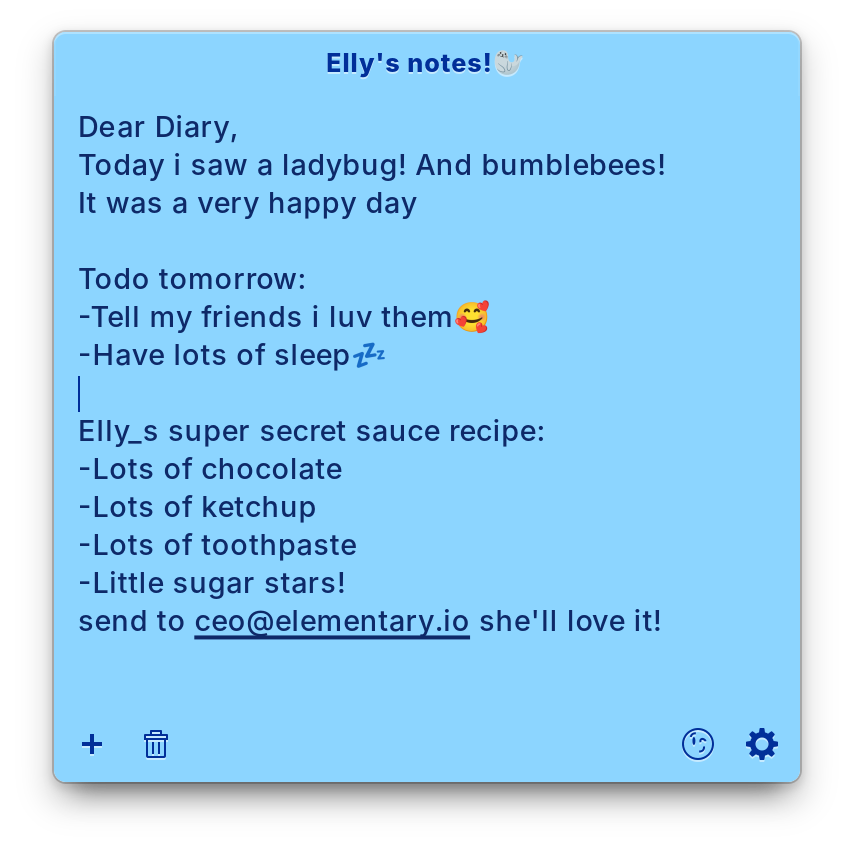 Elly's notes!🦭
Dear Diary,
Today i saw a ladybug! And bumblebees!
It was a very happy day
Todo tomorrow:
-Tell my friends i luv them🥰
-Have lots of sleep💤
Elly_s super secret sauce recipe:
-Lots of chocolate
-Lots of ketchup
-Lots of toothpaste
-Little sugar stars!
send to ceo@elementary.io she'll love it!